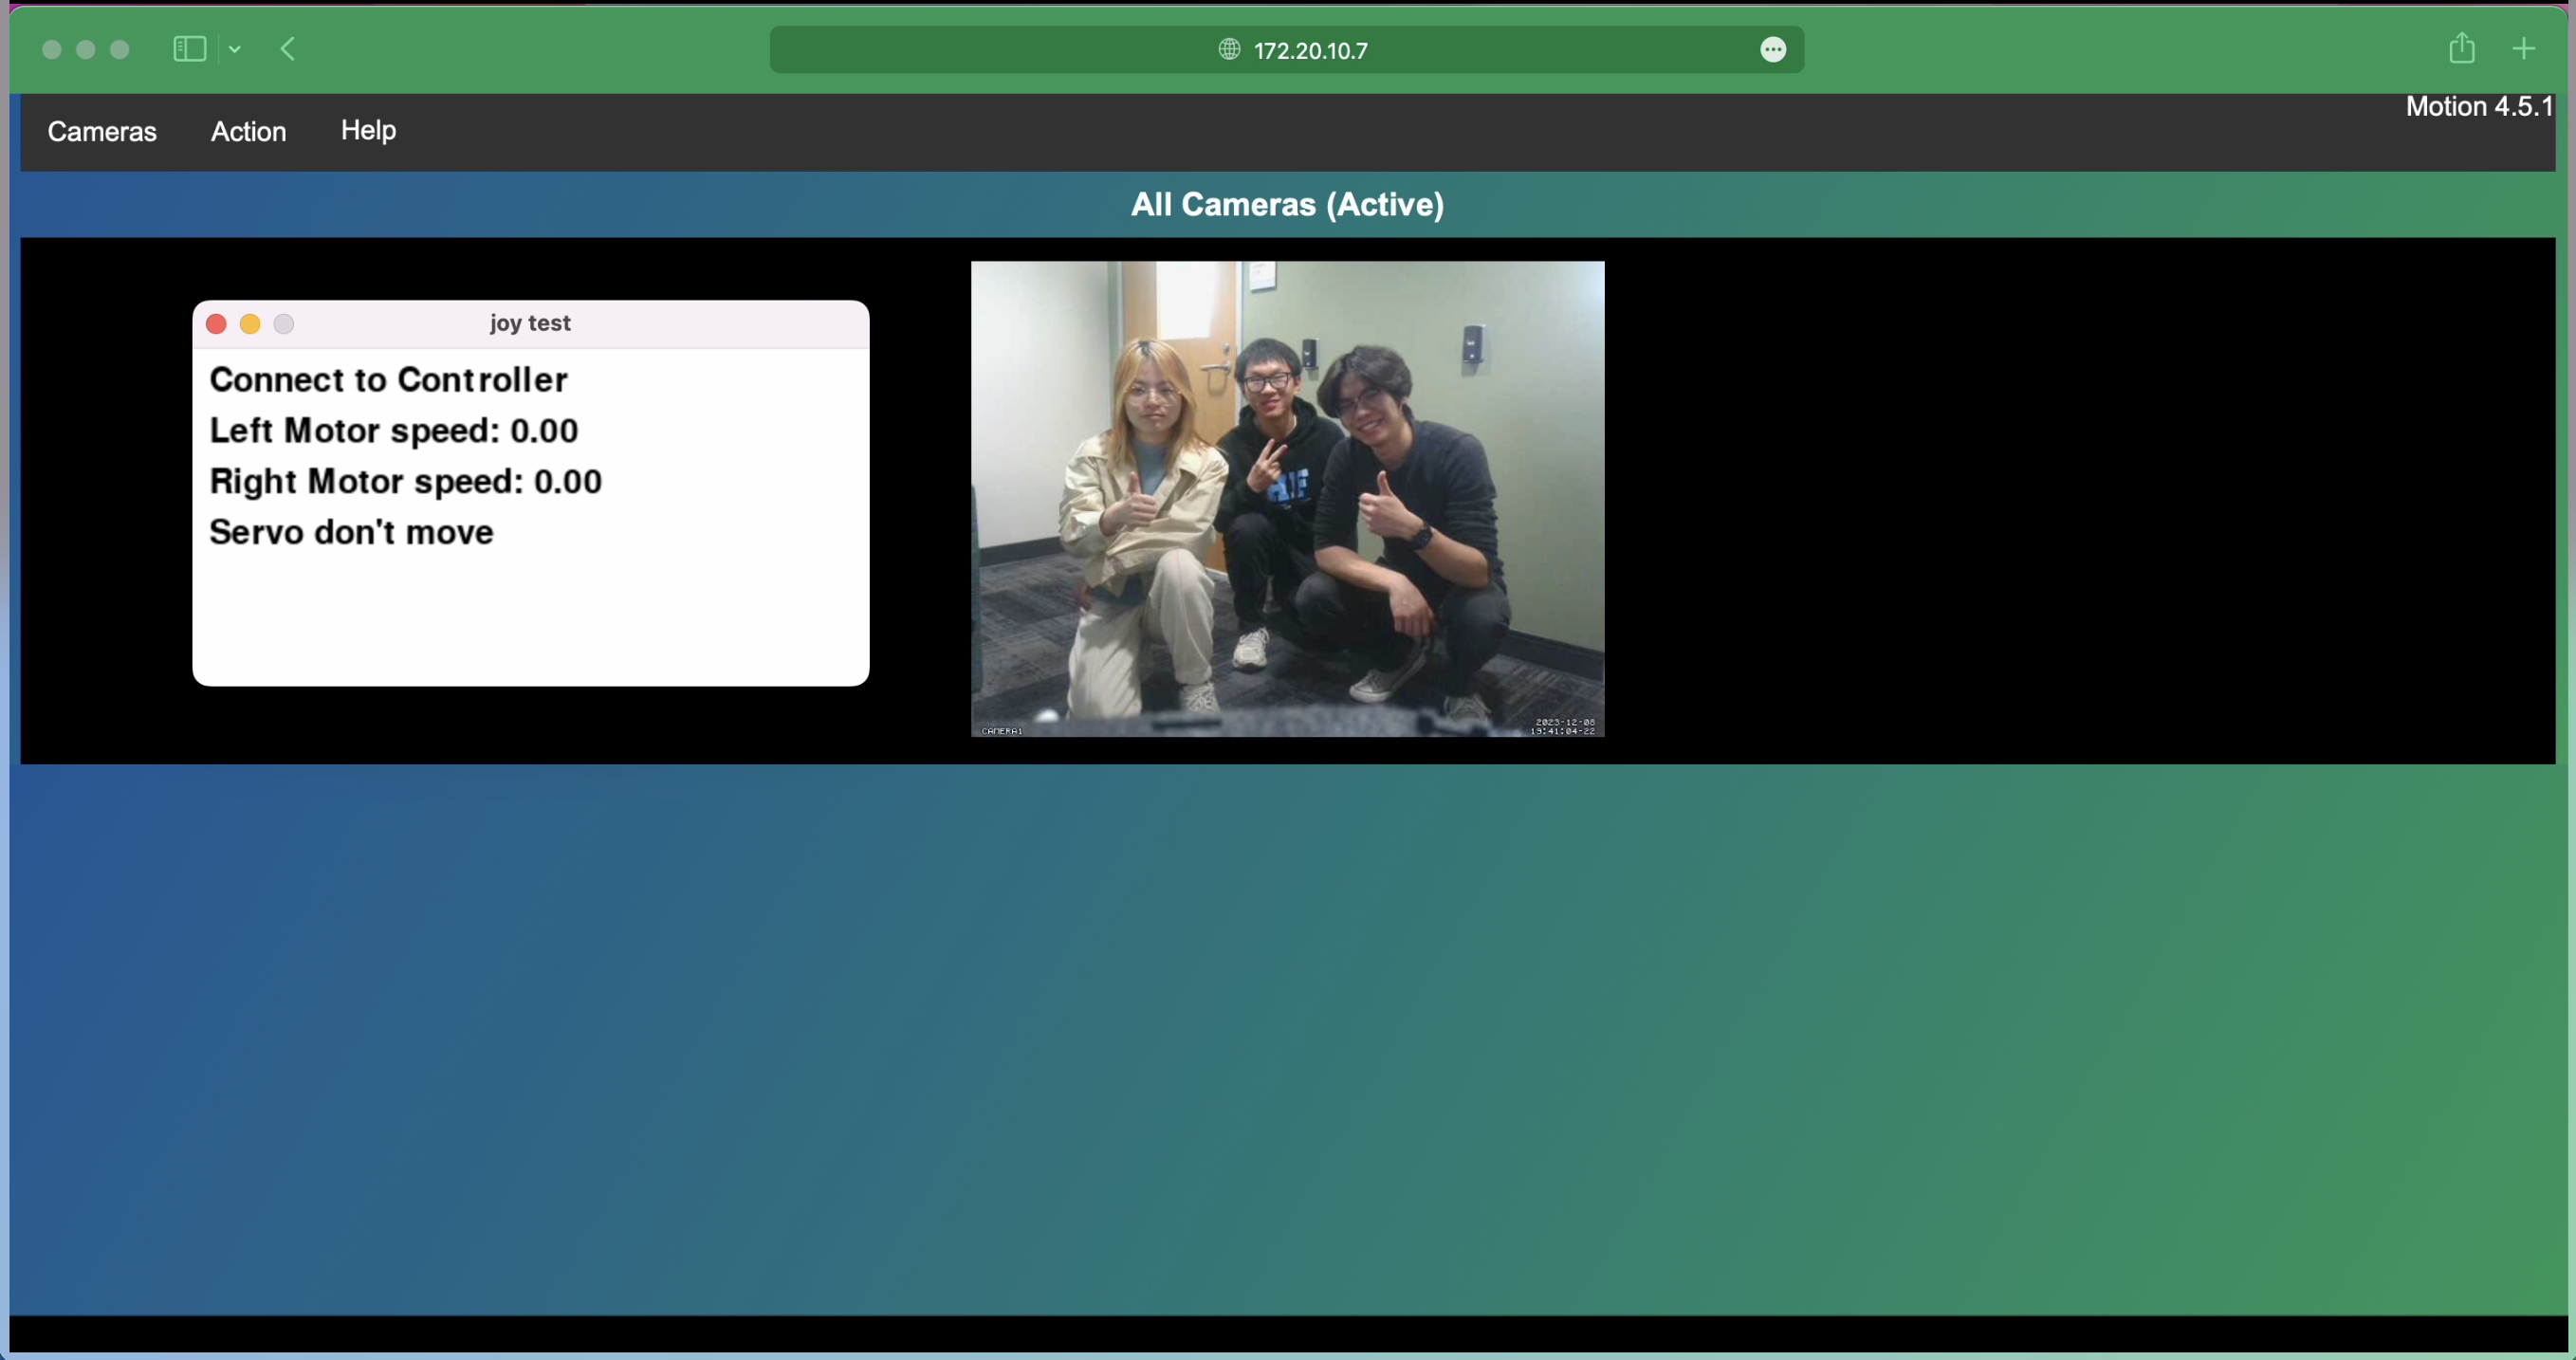 172.20.10.7
Motion 4.5.1
Cameras Action Help
All Cameras (Active)
joy test
Connect to Controller
Left Motor speed: 0.00
Right Motor speed: 0.00
Servo don't move
CAMERA1
2023-12-08
19:41:04-22